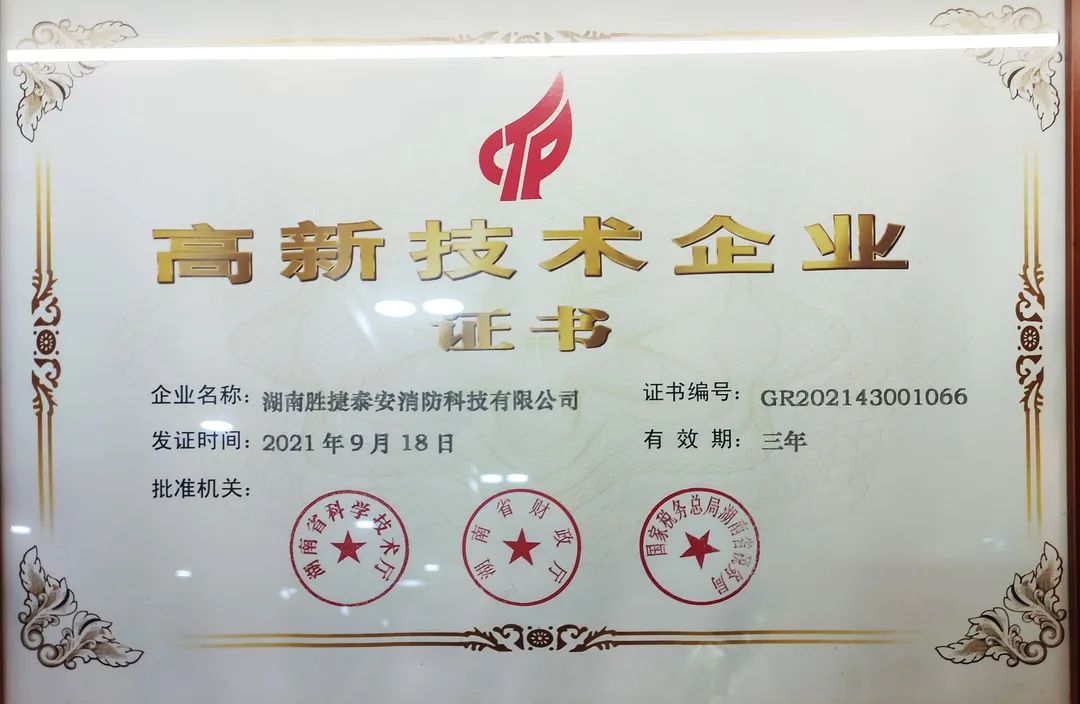 CTP
高新技术企业
证书
企业名称：湖南胜捷泰安消防科技有限公司
证书编号：GR202143001066
发证时间：2021年9月18日
有效期：三年
批准机关：
湖南省科学技术厅
湖南省财政厅
国家税务总局湖南省税务局